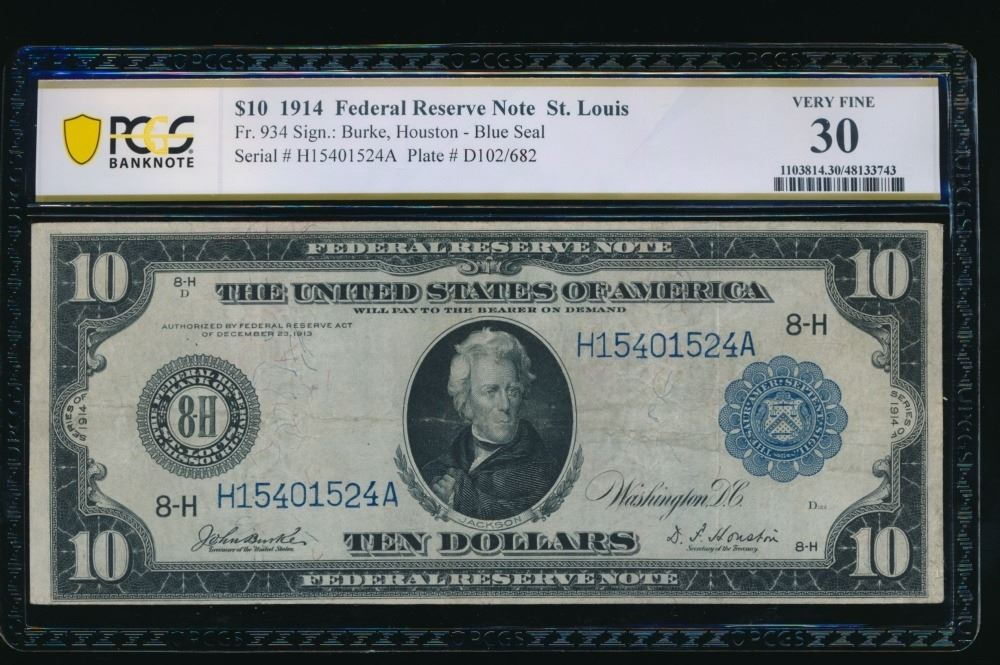 $10 1914 Federal Reserve Note St. Louis
Fr. 934 Sign.: Burke, Houston - Blue Seal
Serial # H15401524A Plate # D102/682
PCGS
BANKNOTE
VERY FINE
30
1103814.30/48133743
FEDERAL RESERVE NOTE
10 10
8-H
D
THE UNITED STATES OF AMERICA
WILL PAY TO THE BEARER ON DEMAND
AUTHORIZED BY FEDERAL RESERVE ACT
OF DECEMBER 23, 1913
H15401524A 8-H
SERIES OF 1914
8-H
SERIES OF 1914
8-H H15401524A
Washington, D.C.
JACKSON
John Burke
Treasurer of the United States.
TEN DOLLARS
D. F. Houston
Secretary of the Treasury.
8-H
10 10
FEDERAL RESERVE NOTE